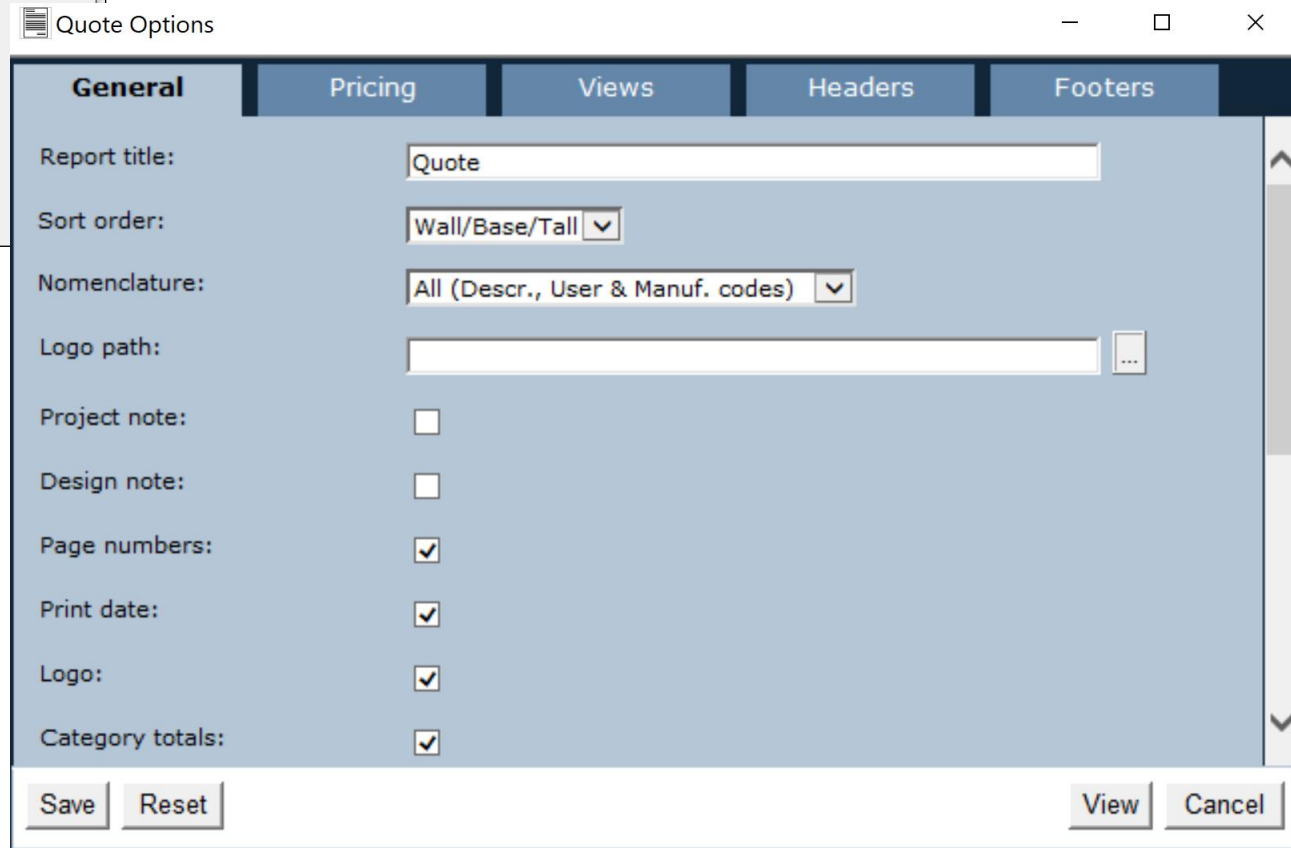 Quote Options
General Pricing Views Headers Footers
Report title: Quote
Sort order: Wall/Base/Tall
Nomenclature: All (Descr., User & Manuf. codes)
Logo path: ...
Project note:
Design note:
Page numbers:
Print date:
Logo:
Category totals:
Save Reset View Cancel